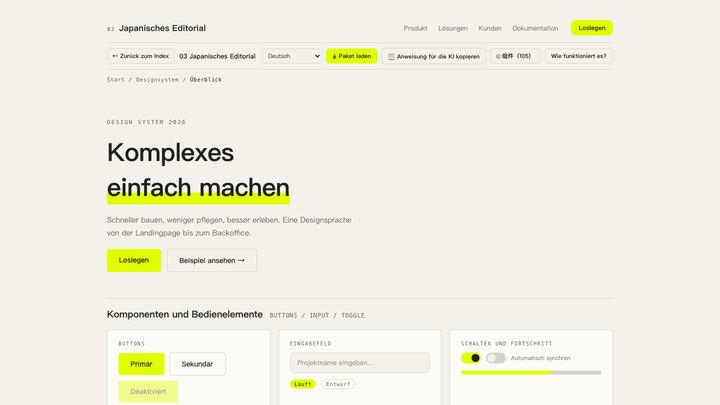 03 Japanisches Editorial
Produkt Lösungen Kunden Dokumentation Loslegen
← Zurück zum Index 03 Japanisches Editorial Deutsch ⤓ Paket laden 📋 Anweisung für die KI kopieren 组件 (105) Wie funktioniert es?
Start / Designsystem / Überblick
DESIGN SYSTEM 2026
Komplexes
einfach machen
Schneller bauen, weniger pflegen, besser erleben. Eine Designsprache
von der Landingpage bis zum Backoffice.
Loslegen Beispiel ansehen →
Komponenten und Bedienelemente BUTTONS / INPUT / TOGGLE
BUTTONS
Primär Sekundär
Deaktiviert
EINGABEFELD
Projektname eingeben…
Läuft Entwurf
SCHALTER UND FORTSCHRITT
Automatisch synchron